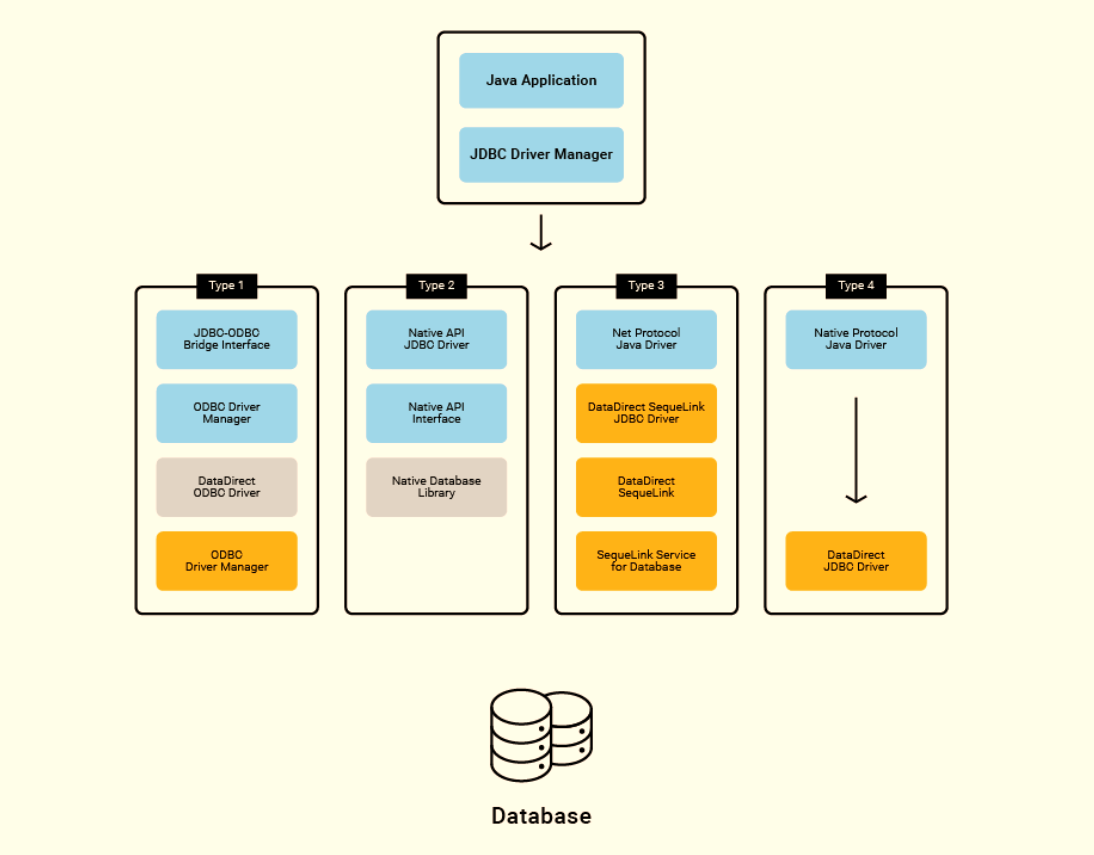 Java Application
JDBC Driver Manager
Type 1
JDBC-ODBC
Bridge Interface
ODBC Driver
Manager
DataDirect
ODBC Driver
ODBC
Driver Manager
Type 2
Native API
JDBC Driver
Native API
Interface
Native Database
Library
Type 3
Net Protocol
Java Driver
DataDirect SequeLink
JDBC Driver
DataDirect
SequeLink
SequeLink Service
for Database
Type 4
Native Protocol
Java Driver
DataDirect
JDBC Driver
Database